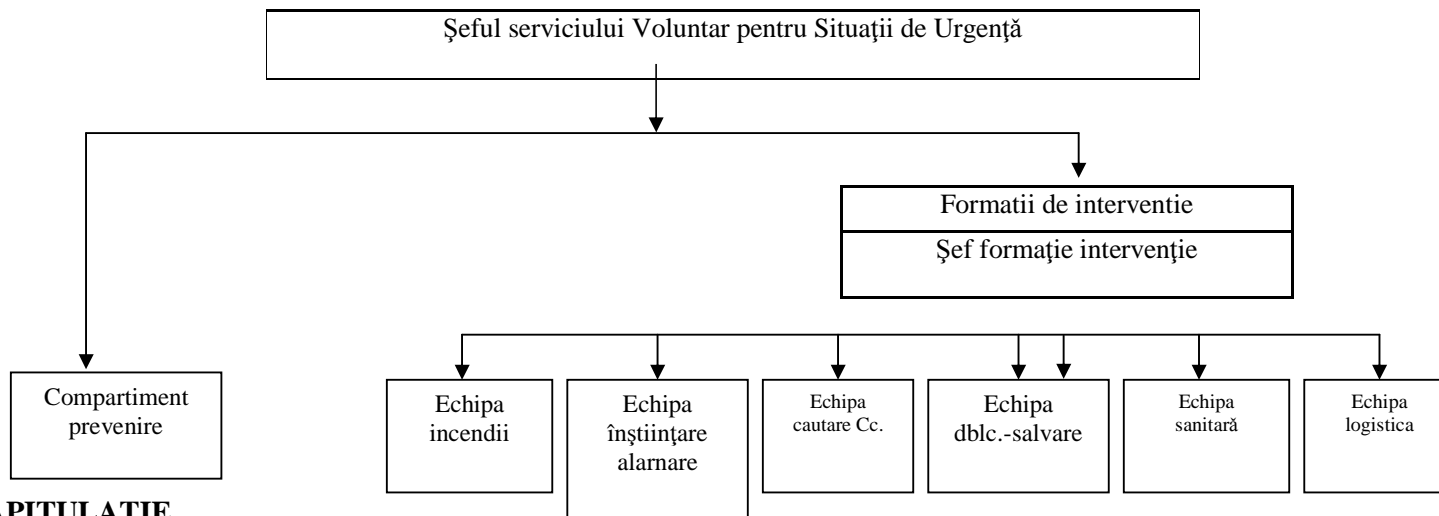 Şeful serviciului Voluntar pentru Situaţii de Urgenţă
Formatii de interventie
Şef formaţie intervenţie
Compartiment
prevenire
Echipa
incendii
Echipa
înştiinţare
alarnare
Echipa
cautare Cc.
Echipa
dblc.-salvare
Echipa
sanitară
Echipa
logistica
APITULATIE